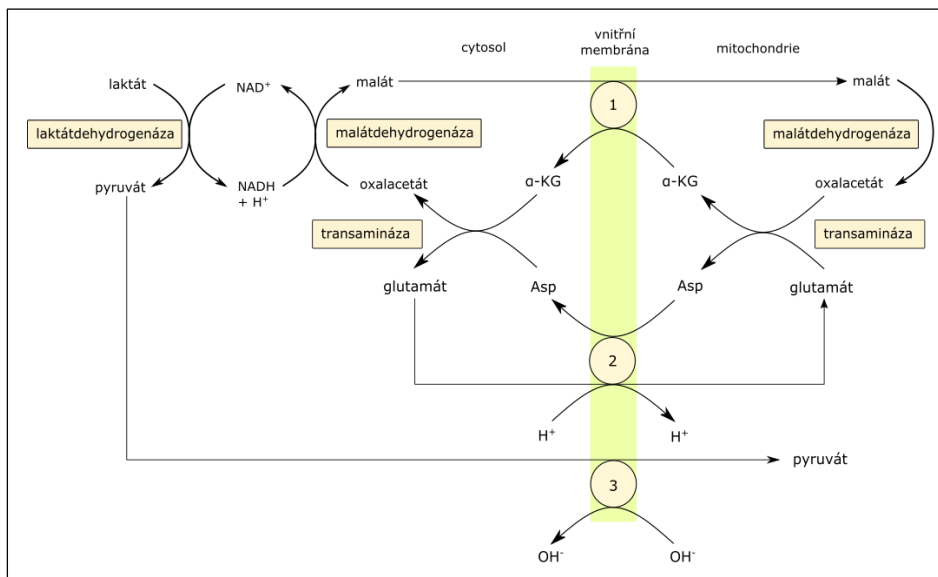 cytosol
vnitřní
membrána
mitochondrie
laktát
NAD⁺
malát
malát
1
laktátdehydrogenáza
malátdehydrogenáza
malátdehydrogenáza
pyruvát
NADH
+ H⁺
oxalacetát
α-KG
α-KG
oxalacetát
transamináza
transamináza
glutamát
Asp
Asp
glutamát
2
H⁺
H⁺
pyruvát
3
OH⁻
OH⁻